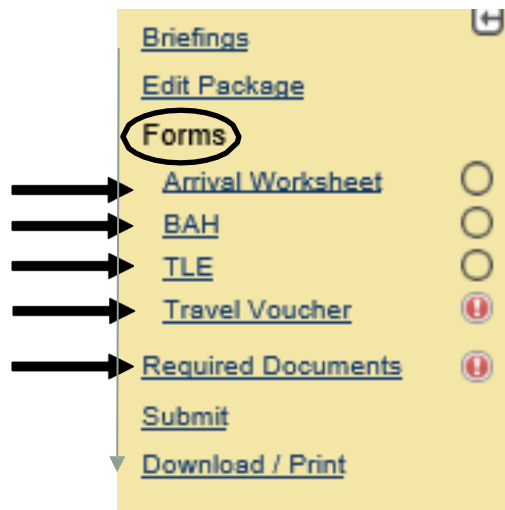 Briefings
Edit Package
Forms
Arrival Worksheet
BAH
TLE
Travel Voucher
Required Documents
Submit
Download / Print